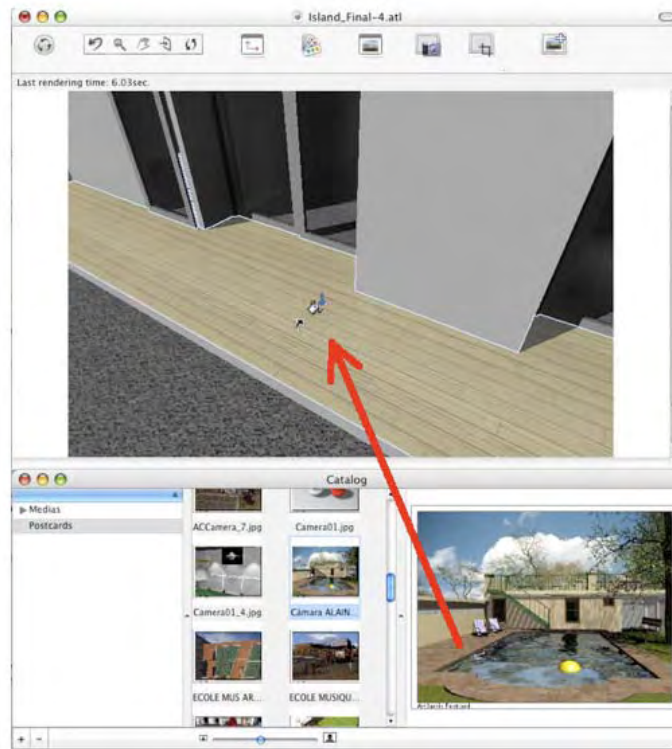 Island_Final-4.atl
Last rendering time: 6.03sec.
Catalog
Medias
Postcards
ACCamera_7.jpg
Camera01.jpg
Camera01_4.jpg
Cámara ALAIN...
ECOLE MUS AR...
ECOLE MUSIQU...
+ -